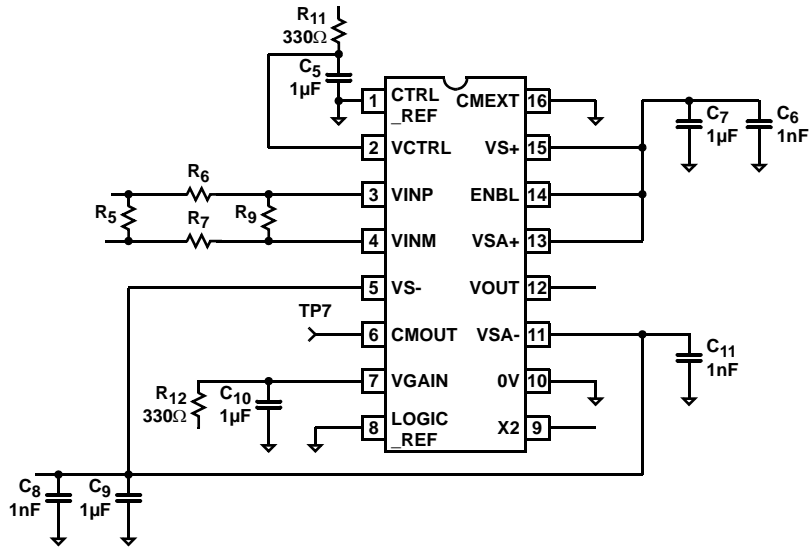 R11
330Ω
C5
1µF
1 CTRL_REF
CMEXT 16
2 VCTRL
VS+ 15
C7
1µF
C6
1nF
R6
3 VINP
ENBL 14
R5
R7
R9
4 VINM
VSA+ 13
5 VS-
VOUT 12
TP7
6 CMOUT
VSA- 11
C11
1nF
R12
330Ω
C10
1µF
7 VGAIN
0V 10
8 LOGIC_REF
X2 9
C8
1nF
C9
1µF